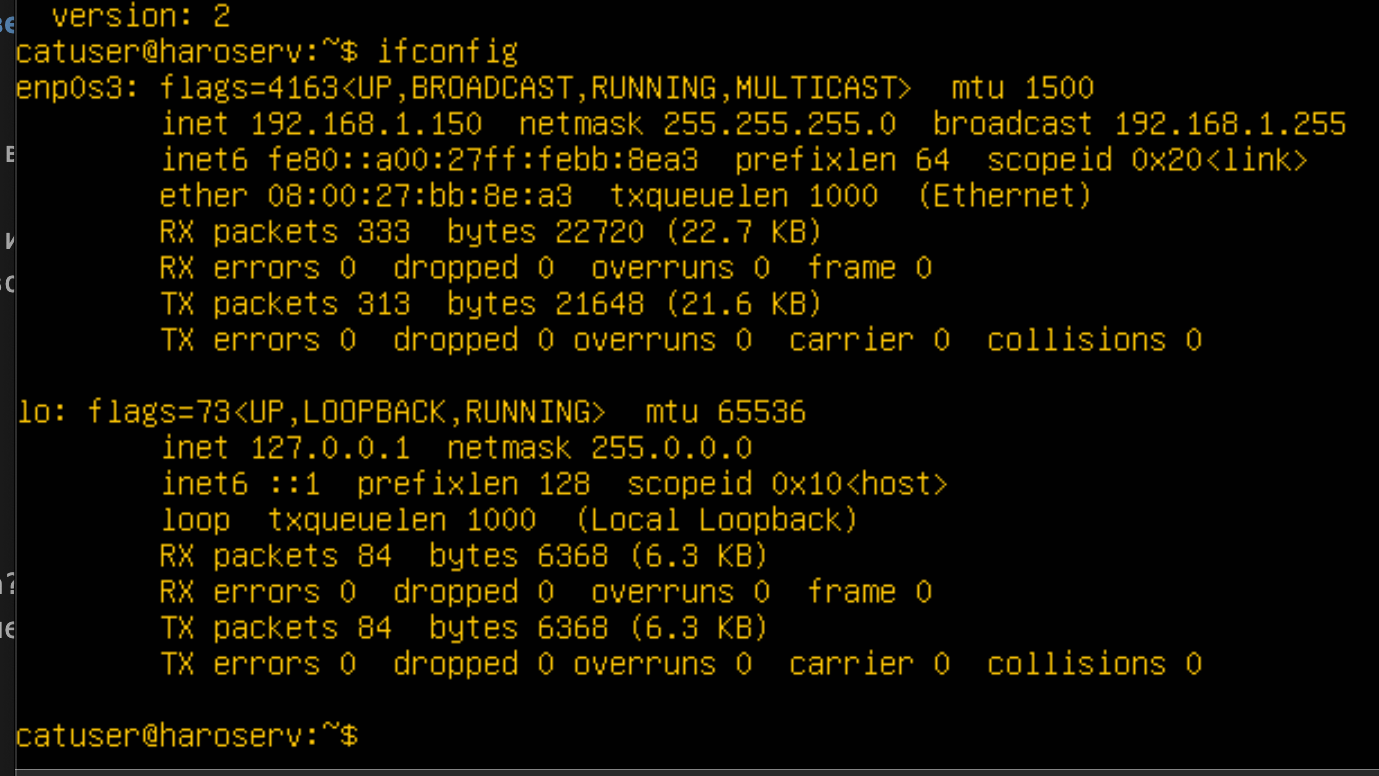 version: 2
catuser@haroserv:~$ ifconfig
enp0s3: flags=4163<UP,BROADCAST,RUNNING,MULTICAST>  mtu 1500
        inet 192.168.1.150  netmask 255.255.255.0  broadcast 192.168.1.255
        inet6 fe80::a00:27ff:febb:8ea3  prefixlen 64  scopeid 0x20<link>
        ether 08:00:27:bb:8e:a3  txqueuelen 1000  (Ethernet)
        RX packets 333  bytes 22720 (22.7 KB)
        RX errors 0  dropped 0  overruns 0  frame 0
        TX packets 313  bytes 21648 (21.6 KB)
        TX errors 0  dropped 0 overruns 0  carrier 0  collisions 0

lo: flags=73<UP,LOOPBACK,RUNNING>  mtu 65536
        inet 127.0.0.1  netmask 255.0.0.0
        inet6 ::1  prefixlen 128  scopeid 0x10<host>
        loop  txqueuelen 1000  (Local Loopback)
        RX packets 84  bytes 6368 (6.3 KB)
        RX errors 0  dropped 0  overruns 0  frame 0
        TX packets 84  bytes 6368 (6.3 KB)
        TX errors 0  dropped 0 overruns 0  carrier 0  collisions 0

catuser@haroserv:~$